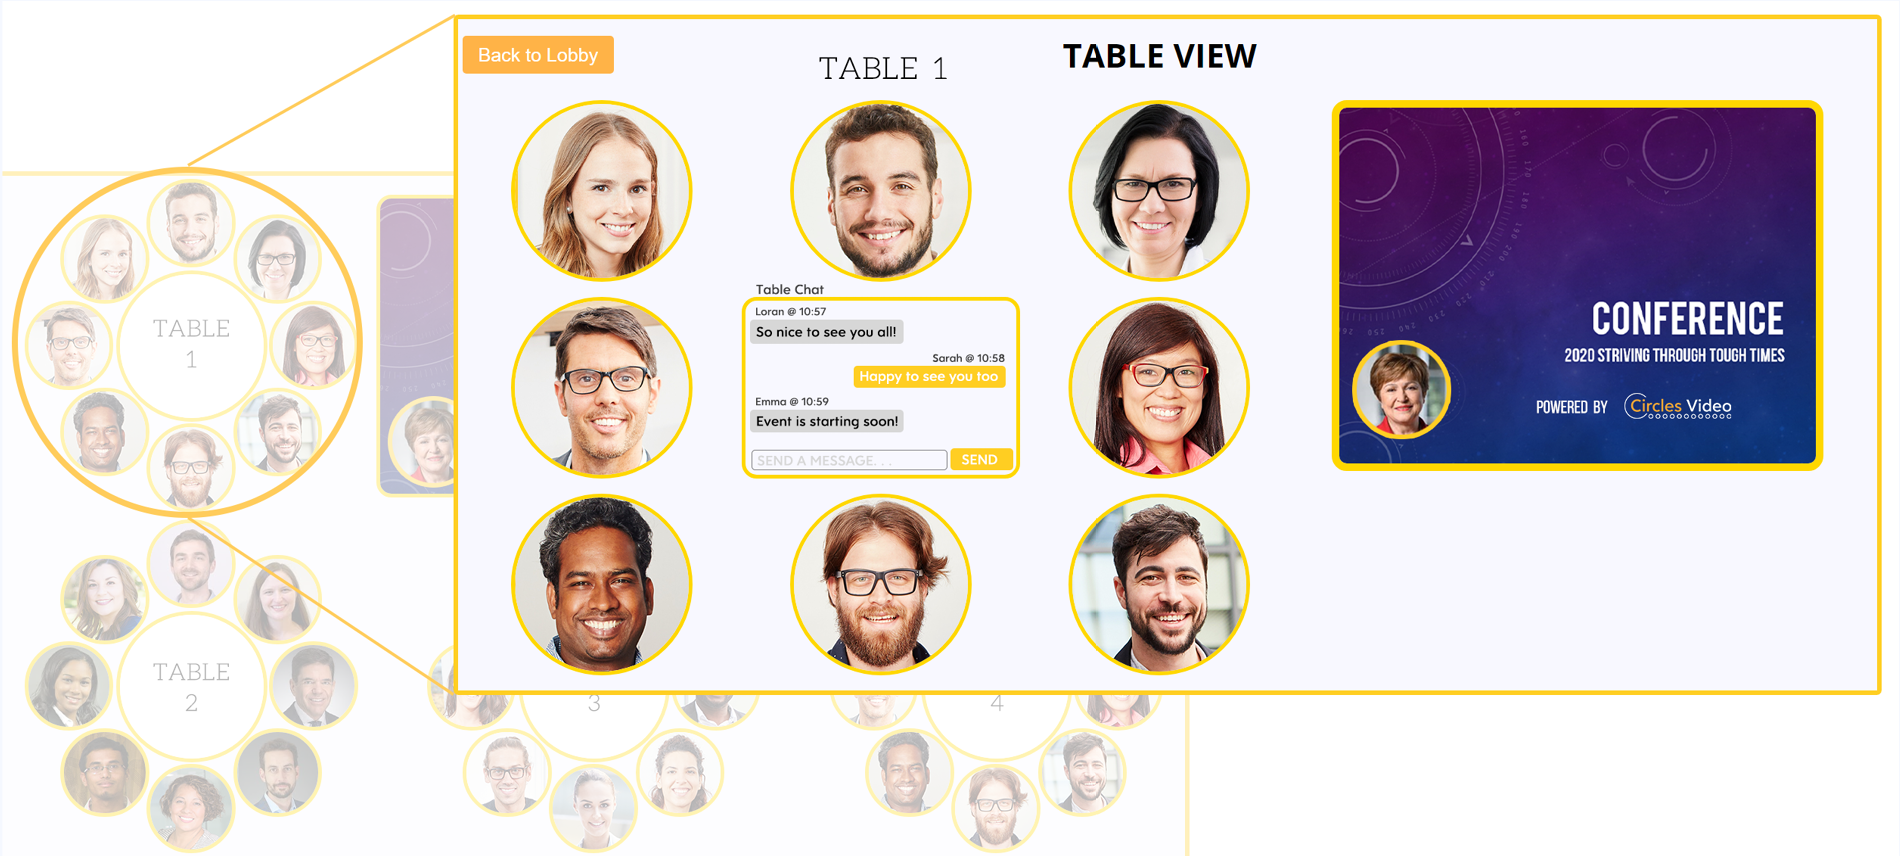 Back to Lobby
TABLE 1
TABLE VIEW
Table Chat
Loran @ 10:57
So nice to see you all!
Sarah @ 10:58
Happy to see you too
Emma @ 10:59
Event is starting soon!
SEND A MESSAGE. . .
SEND
CONFERENCE
2020 STRIVING THROUGH TOUGH TIMES
POWERED BY
Circles Video
TABLE
1
TABLE
2
3
4